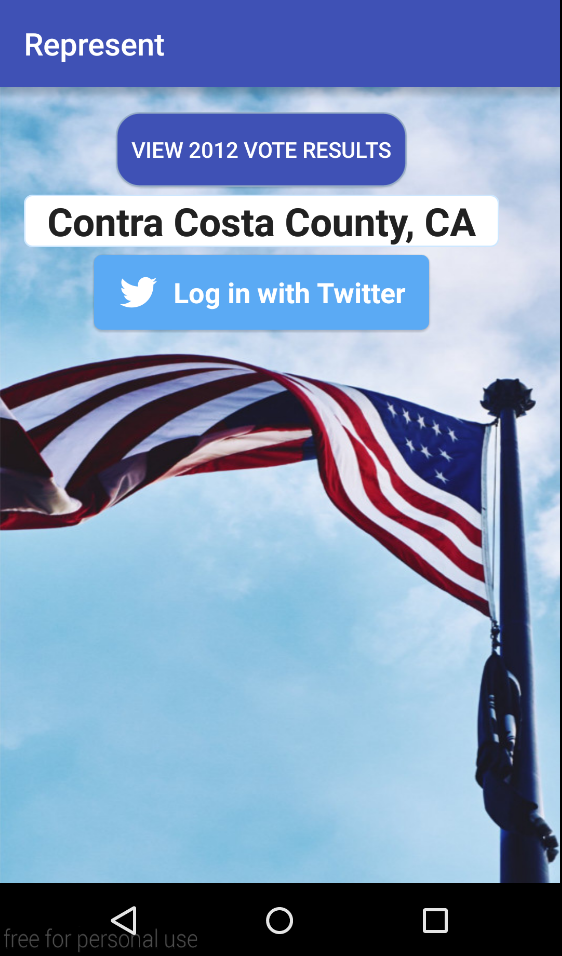 Represent
VIEW 2012 VOTE RESULTS
Contra Costa County, CA
Log in with Twitter
free for personal use